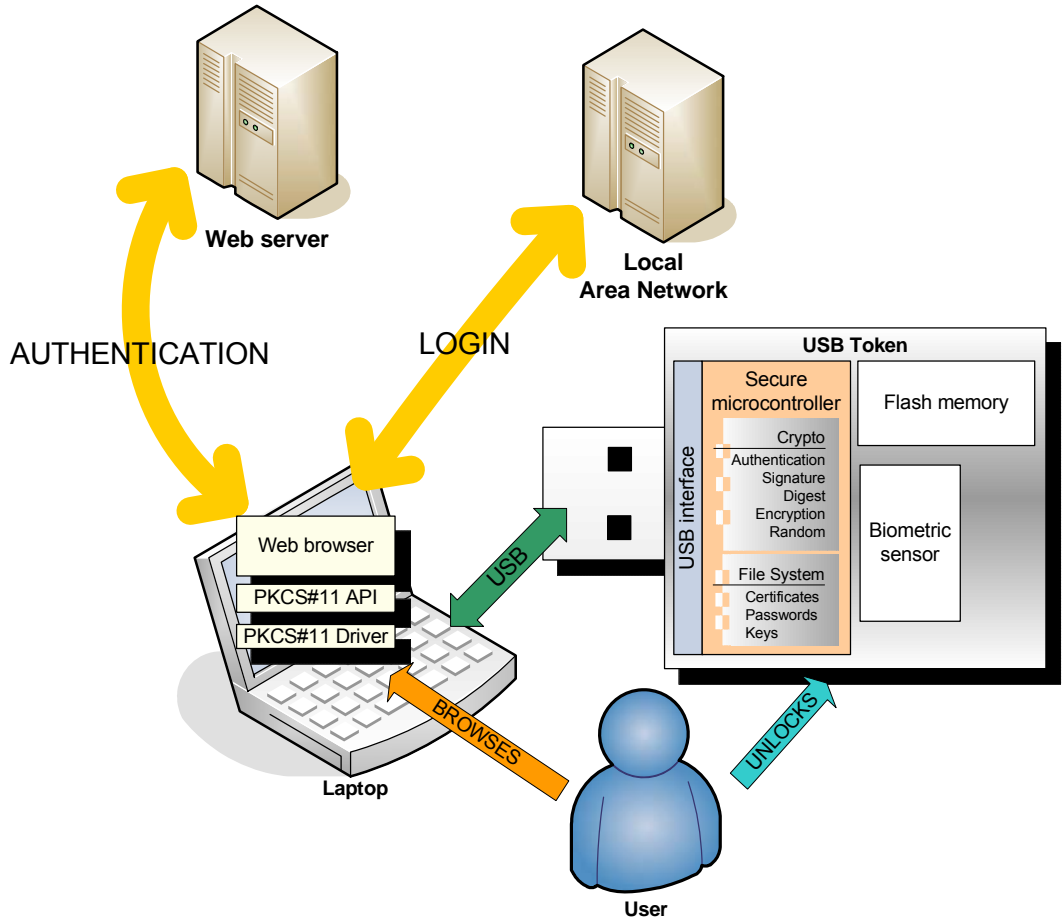 Web server
Local
Area Network
AUTHENTICATION
LOGIN
USB Token
USB interface
Secure
microcontroller
Crypto
Authentication
Signature
Digest
Encryption
Random
File System
Certificates
Passwords
Keys
Flash memory
Biometric
sensor
Web browser
PKCS#11 API
PKCS#11 Driver
USB
BROWSES
UNLOCKS
Laptop
User